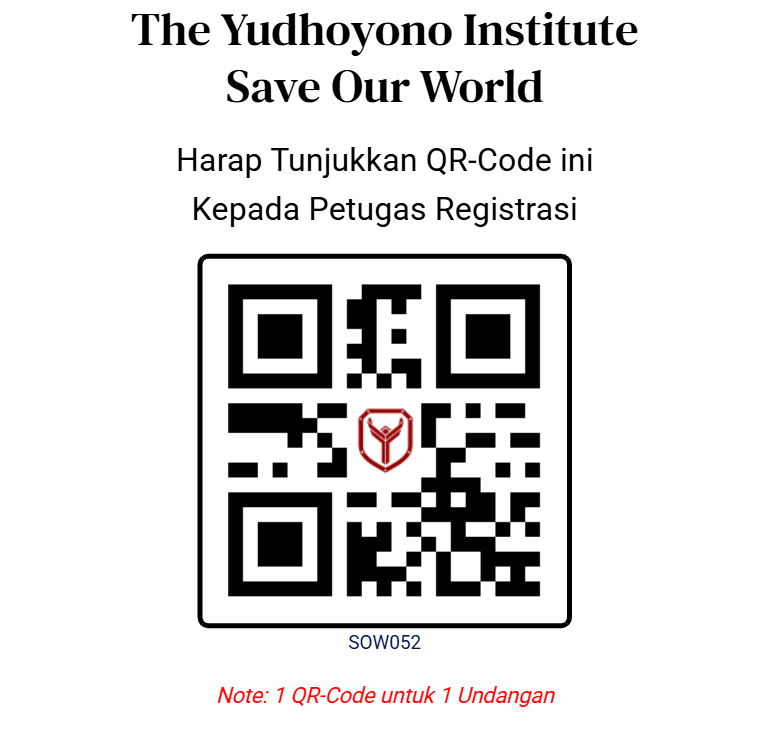 The Yudhoyono Institute
Save Our World
Harap Tunjukkan QR-Code ini
Kepada Petugas Registrasi
SOW052
Note: 1 QR-Code untuk 1 Undangan